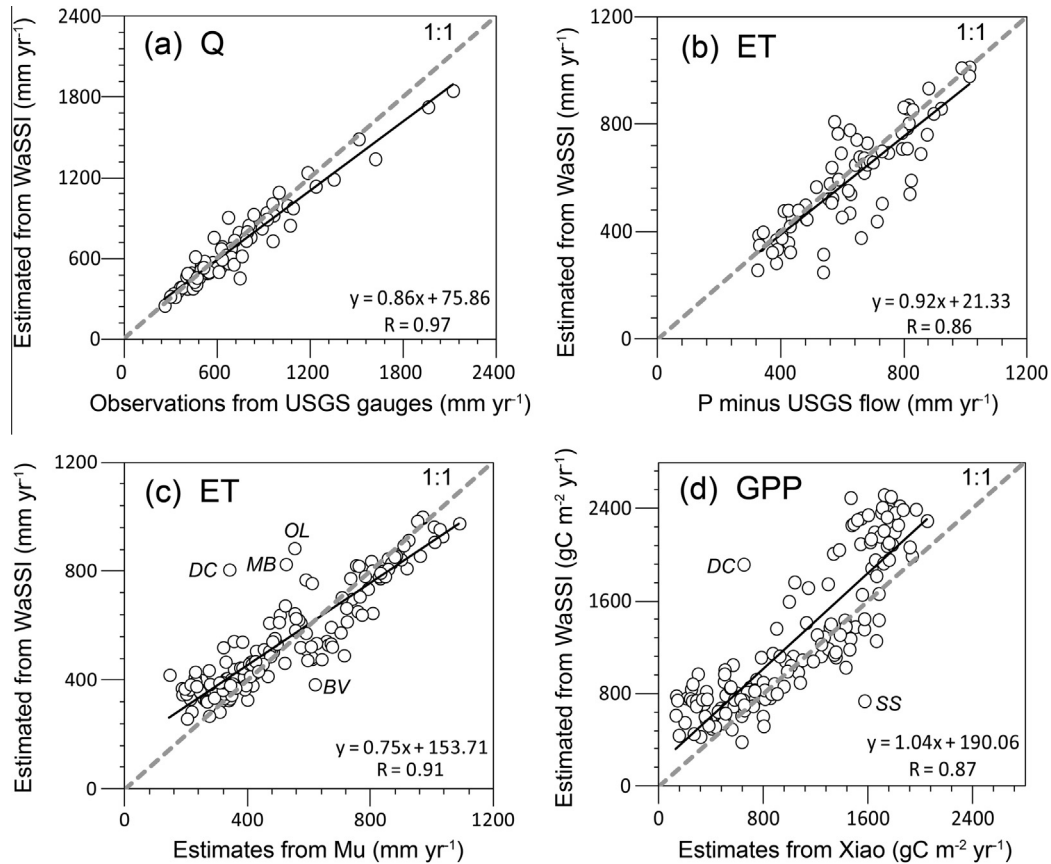 (a) Q
1:1
2400
1800
1200
600
0
Estimated from WaSSI (mm yr⁻¹)
y = 0.86x + 75.86
R = 0.97
0 600 1200 1800 2400
Observations from USGS gauges (mm yr⁻¹)
(b) ET
1:1
1200
800
400
0
Estimated from WaSSI (mm yr⁻¹)
y = 0.92x + 21.33
R = 0.86
0 400 800 1200
P minus USGS flow (mm yr⁻¹)
(c) ET
1:1
1200
800
400
0
Estimated from WaSSI (mm yr⁻¹)
OL
DC MB
BV
y = 0.75x + 153.71
R = 0.91
0 400 800 1200
Estimates from Mu (mm yr⁻¹)
(d) GPP
1:1
2400
1600
800
0
Estimated from WaSSI (gC m⁻² yr⁻¹)
DC
SS
y = 1.04x + 190.06
R = 0.87
0 800 1600 2400
Estimates from Xiao (gC m⁻² yr⁻¹)